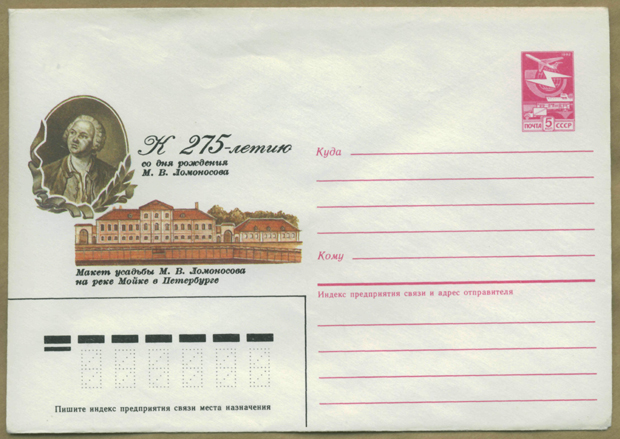 К 275-летию
со дня рождения
М. В. Ломоносова
Макет усадьбы М. В. Ломоносова
на реке Мойке в Петербурге
ПОЧТА 5 СССР
Куда
Кому
Индекс предприятия связи и адрес отправителя
Пишите индекс предприятия связи места назначения